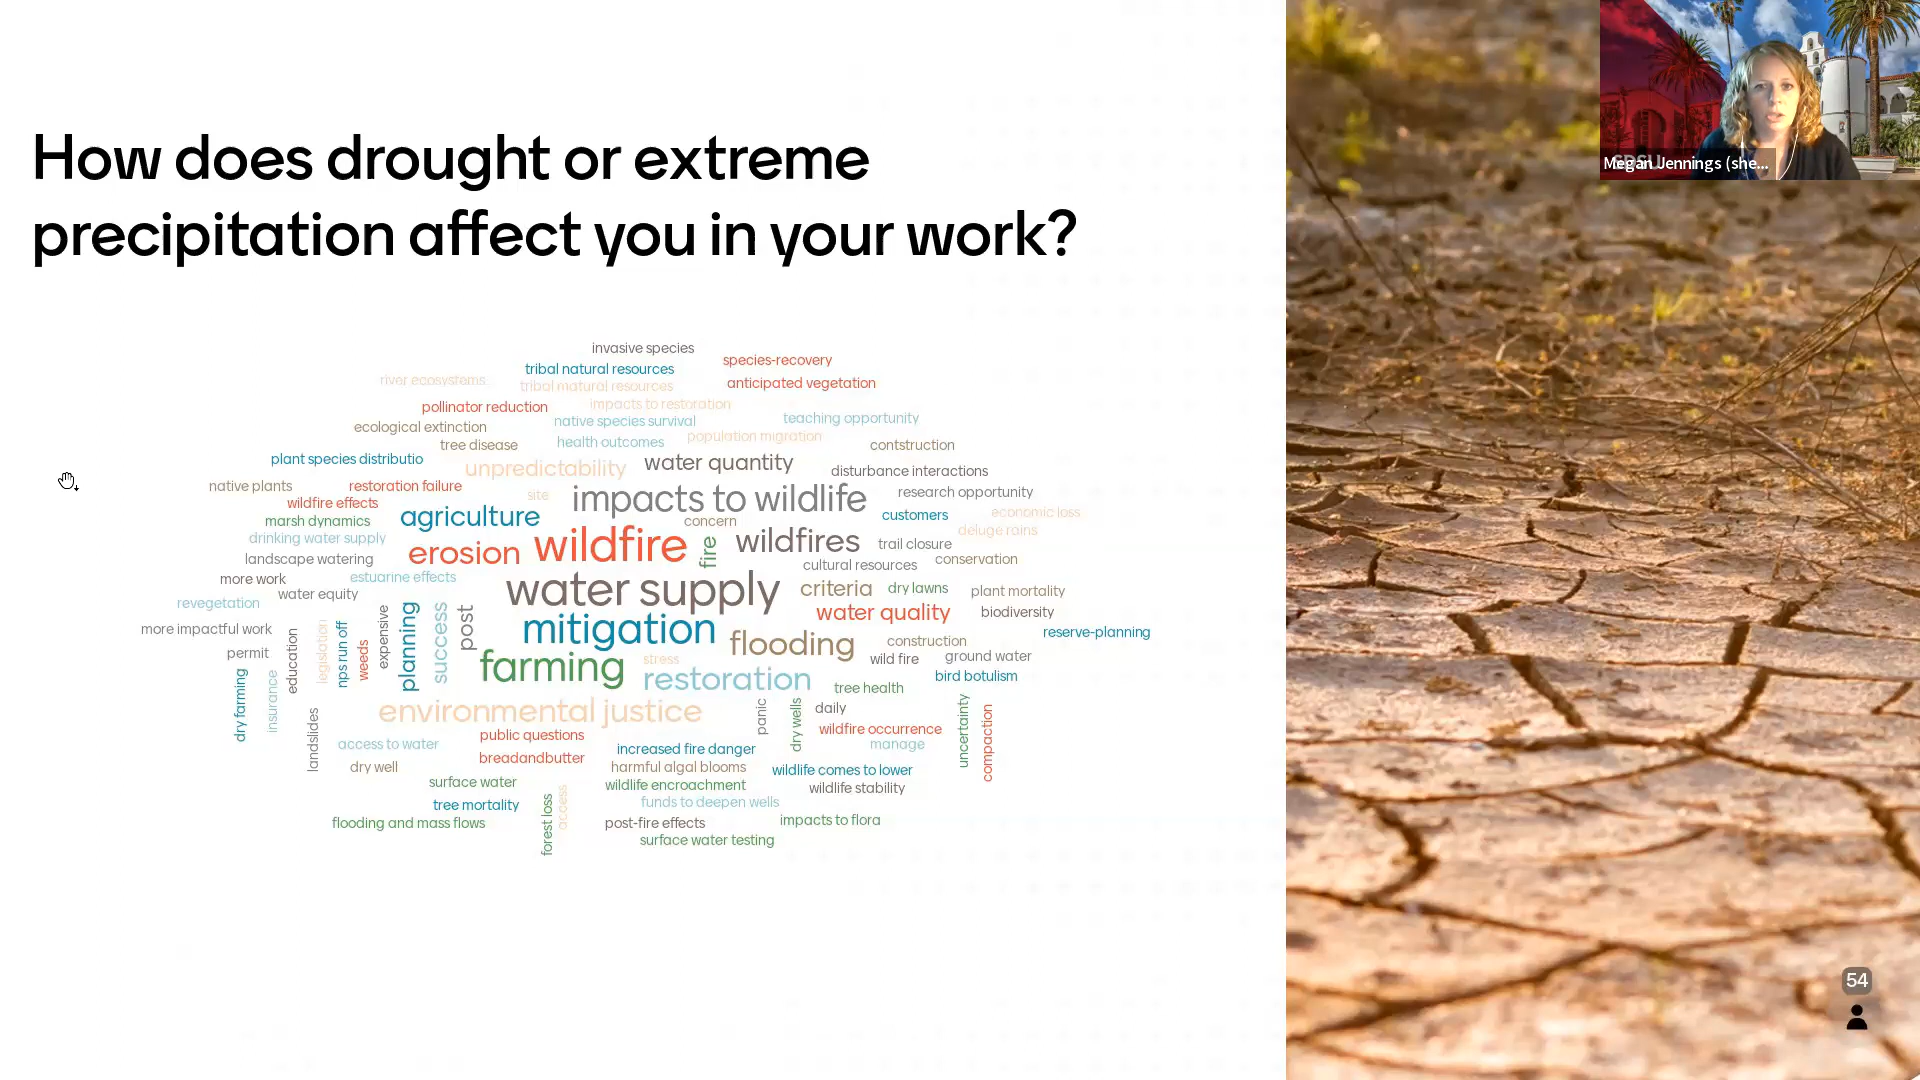 How does drought or extreme
precipitation affect you in your work?
Megan Jennings (she...
invasive species
species-recovery
tribal natural resources
river ecosystems.
tribal matural resources
anticipated vegetation
pollinator reduction
impacts to restoration
native species survival
teaching opportunity
ecological extinction
health outcomes
population migration
tree disease
contstruction
plant species distributio
unpredictability
water quantity
disturbance interactions
native plants
restoration failure
site
impacts to wildlife
research opportunity
wildfire effects
agriculture
concern
customers
economic loss
marsh dynamics
deluge rains
drinking water supply
erosion
wildfire
fire
wildfires
trail closure
landscape watering
cultural resources
conservation
more work
estuarine effects
water supply
criteria
dry lawns
plant mortality
water equity
revegetation
water quality
biodiversity
more impactful work
education
legislation
nps run off
weeds
expensive
planning
success
post
mitigation
flooding
construction
reserve-planning
permit
farming
stress
wild fire
ground water
restoration
bird botulism
dry farming
insurance
tree health
environmental justice
panic
dry wells
daily
uncertainty
compaction
landslides
access to water
public questions
wildfire occurrence
increased fire danger
manage
dry well
breadandbutter
harmful algal blooms
wildlife comes to lower
surface water
wildlife encroachment
wildlife stability
tree mortality
forest loss
access
funds to deepen wells
flooding and mass flows
post-fire effects
impacts to flora
surface water testing
54